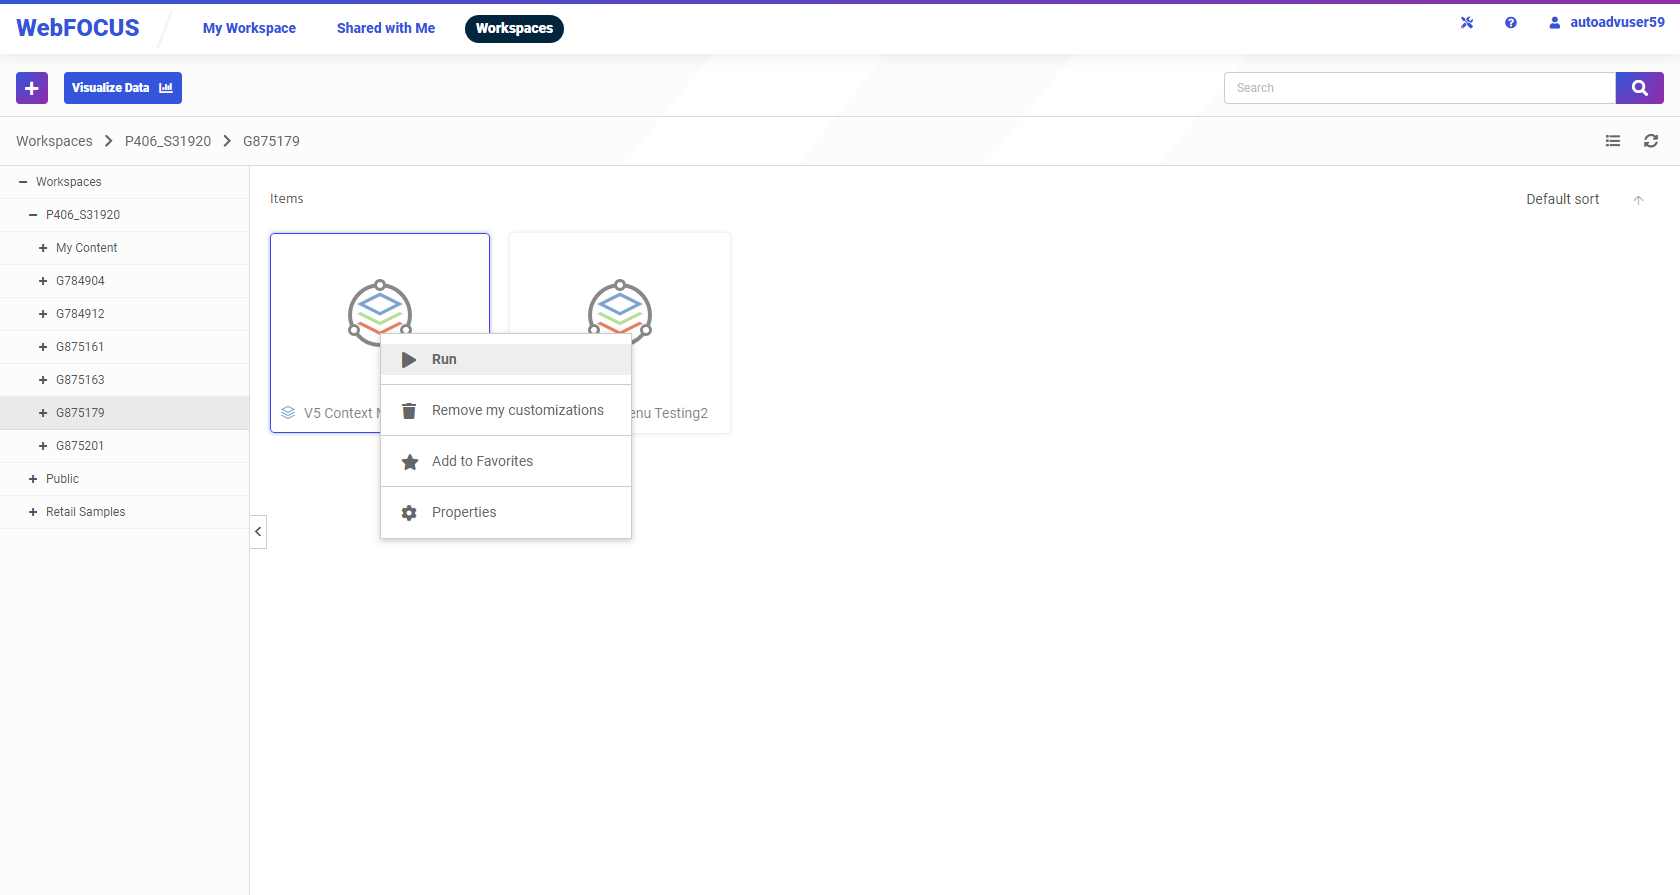 WebFOCUS
My Workspace
Shared with Me
Workspaces
autoadvuser59
Visualize Data
Search
Workspaces
P406_S31920
G875179
Workspaces
P406_S31920
My Content
G784904
G784912
G875161
G875163
G875179
G875201
Public
Retail Samples
Items
Default sort
V5 Context
Testing2
Run
Remove my customizations
Add to Favorites
Properties